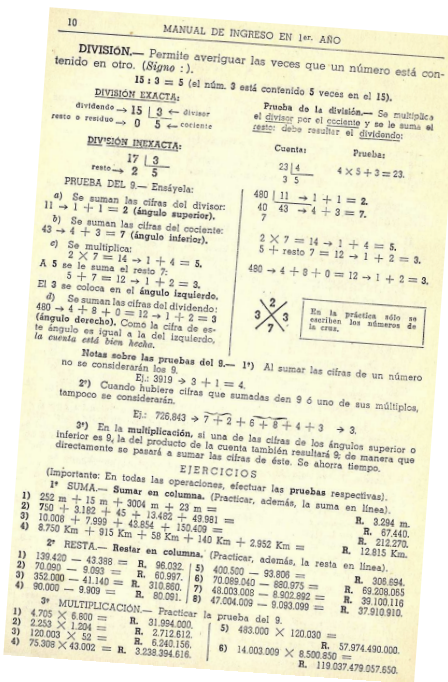 10
MANUAL DE INGRESO EN 1er. AÑO
DIVISIÓN.— Permite averiguar las veces que un número está con-
tenido en otro. (Signo : ).
15 : 3 = 5 (el núm. 3 está contenido 5 veces en el 15).
DIVISIÓN EXACTA:
dividendo → 15 | 3 ← divisor
resto o residuo → 0 5 ← cociente
DIVISIÓN INEXACTA:
17 | 3
resto → 2 5
PRUEBA DEL 9.— Ensáyela:
a) Se suman las cifras del divisor:
11 → 1 + 1 = 2 (ángulo superior).
b) Se suman las cifras del cociente:
43 → 4 + 3 = 7 (ángulo inferior).
c) Se multiplica:
2 × 7 = 14 → 1 + 4 = 5.
A 5 se le suma el resto 7:
5 + 7 = 12 → 1 + 2 = 3.
El 3 se coloca en el ángulo izquierdo.
d) Se suman las cifras del dividendo:
480 → 4 + 8 + 0 = 12 → 1 + 2 = 3
(ángulo derecho). Como la cifra de es-
te ángulo es igual a la del izquierdo,
la cuenta está bien hecha.
Prueba de la división.— Se multiplica
el divisor por el cociente y se le suma el
resto: debe resultar el dividendo:
Cuenta: Prueba:
23 | 4 4 × 5 + 3 = 23.
3 5
480 | 11 → 1 + 1 = 2.
40 43 → 4 + 3 = 7.
7
2 × 7 = 14 → 1 + 4 = 5.
5 + resto 7 = 12 → 1 + 2 = 3.
480 → 4 + 8 + 0 = 12 → 1 + 2 = 3.
2
3 3
7
En la práctica sólo se
escriben los números de
la cruz.
Notas sobre las pruebas del 9.— 1º) Al sumar las cifras de un número
no se considerarán los 9.
Ej.: 3919 → 3 + 1 = 4.
2º) Cuando hubiere cifras que sumadas den 9 ó uno de sus múltiplos,
tampoco se considerarán.
Ej.: 726.843 → 7 + 2 + 6 + 8 + 4 + 3 → 3.
3º) En la multiplicación, si una de las cifras de los ángulos superior o
inferior es 9, la del producto de la cuenta también resultará 9; de manera que
directamente se pasará a sumar las cifras de éste. Se ahorra tiempo.
EJERCICIOS
(Importante: En todas las operaciones, efectuar las pruebas respectivas).
1º SUMA.— Sumar en columna. (Practicar, además, la suma en línea).
1) 252 m + 15 m + 3004 m + 23 m = R. 3.294 m.
2) 750 + 3.182 + 45 + 13.482 + 49.981 = R. 67.440.
3) 10.008 + 7.999 + 43.854 + 150.409 = R. 212.270.
4) 8.750 Km + 915 Km + 58 Km + 140 Km + 2.952 Km = R. 12.815 Km.
2º RESTA.— Restar en columna. (Practicar, además, la resta en línea).
1) 139.420 — 43.388 = R. 96.032.
2) 70.090 — 9.093 = R. 60.997.
3) 352.000 — 41.140 = R. 310.860.
4) 90.000 — 9.909 = R. 80.091.
5) 400.500 — 93.806 = R. 306.694.
6) 70.089.040 — 880.975 = R. 69.208.065
7) 48.003.008 — 8.902.892 = R. 39.100.116
8) 47.004.009 — 9.093.099 = R. 37.910.910.
3º MULTIPLICACIÓN.— Practicar la prueba del 9.
1) 4.705 × 6.800 = R. 31.994.000.
2) 2.253 × 1.204 = R. 2.712.612.
3) 120.003 × 52 = R. 6.240.156.
4) 75.308 × 43.002 = R. 3.238.394.616.
5) 483.000 × 120.030 =
R. 57.974.490.000.
6) 14.003.009 × 8.500.850 =
R. 119.037.479.057.650.